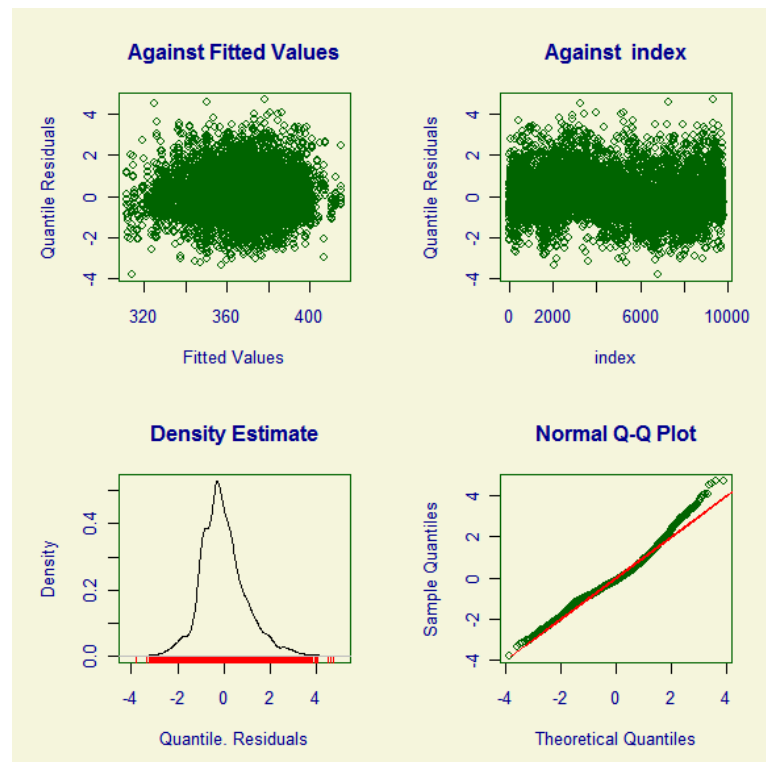 Against Fitted Values
Quantile Residuals
4
2
0
-2
-4
320 360 400
Fitted Values
Against index
Quantile Residuals
4
2
0
-2
-4
0 2000 6000 10000
index
Density Estimate
Density
0.4
0.2
0.0
-4 -2 0 2 4
Quantile. Residuals
Normal Q-Q Plot
Sample Quantiles
4
2
0
-2
-4
-4 -2 0 2 4
Theoretical Quantiles